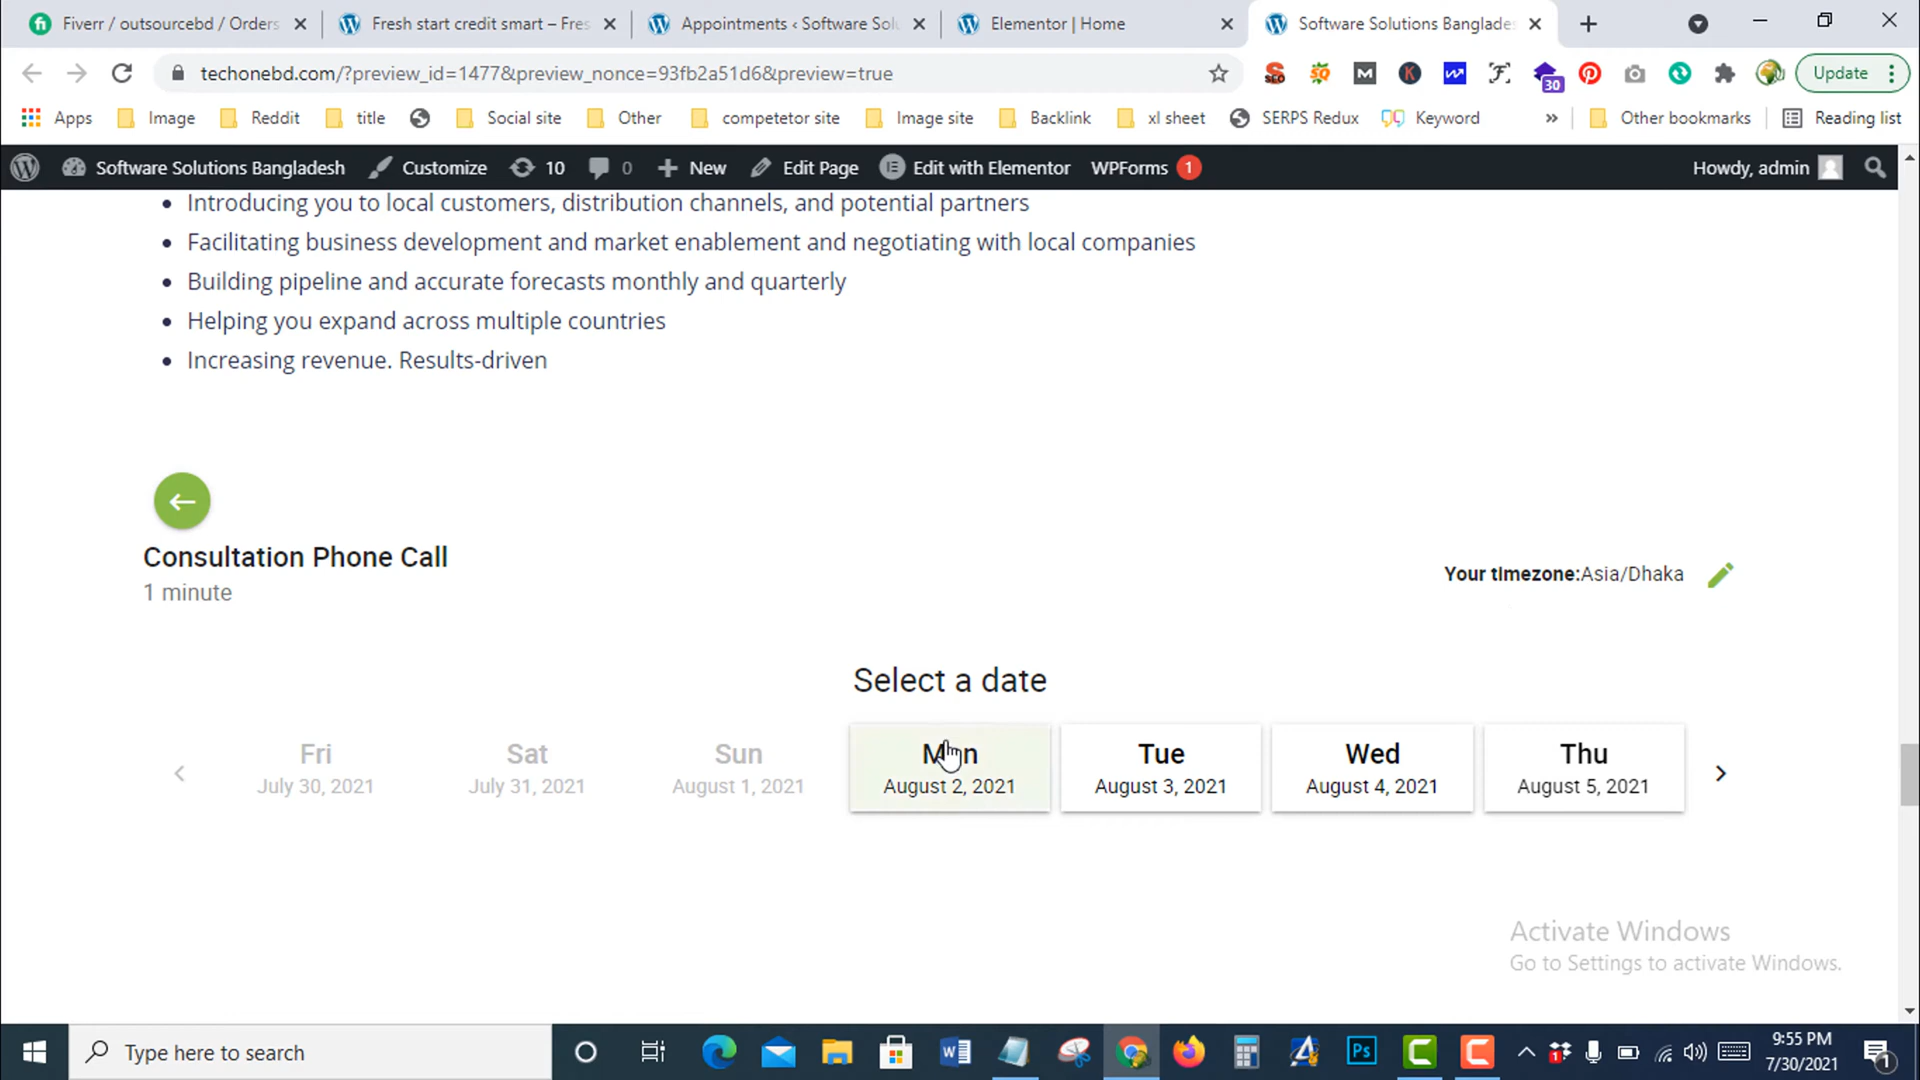 Fiverr / outsourcebd / Orders
Fresh start credit smart – Fres
Appointments ‹ Software Solu
Elementor | Home
Software Solutions Banglades
techonebd.com/?preview_id=1477&preview_nonce=93fb2a51d6&preview=true
30
Update
Apps
Image
Reddit
title
Social site
Other
competetor site
Image site
Backlink
xl sheet
SERPS Redux
Keyword
»
Other bookmarks
Reading list
Software Solutions Bangladesh
Customize
10
0
New
Edit Page
Edit with Elementor
WPForms 1
Howdy, admin
• Introducing you to local customers, distribution channels, and potential partners
• Facilitating business development and market enablement and negotiating with local companies
• Building pipeline and accurate forecasts monthly and quarterly
• Helping you expand across multiple countries
• Increasing revenue. Results-driven
Consultation Phone Call
1 minute
Your timezone:Asia/Dhaka
Select a date
Fri
July 30, 2021
Sat
July 31, 2021
Sun
August 1, 2021
August 2, 2021
Tue
August 3, 2021
Wed
August 4, 2021
Thu
August 5, 2021
Activate Windows
Go to Settings to activate Windows.
Type here to search
9:55 PM
7/30/2021
1